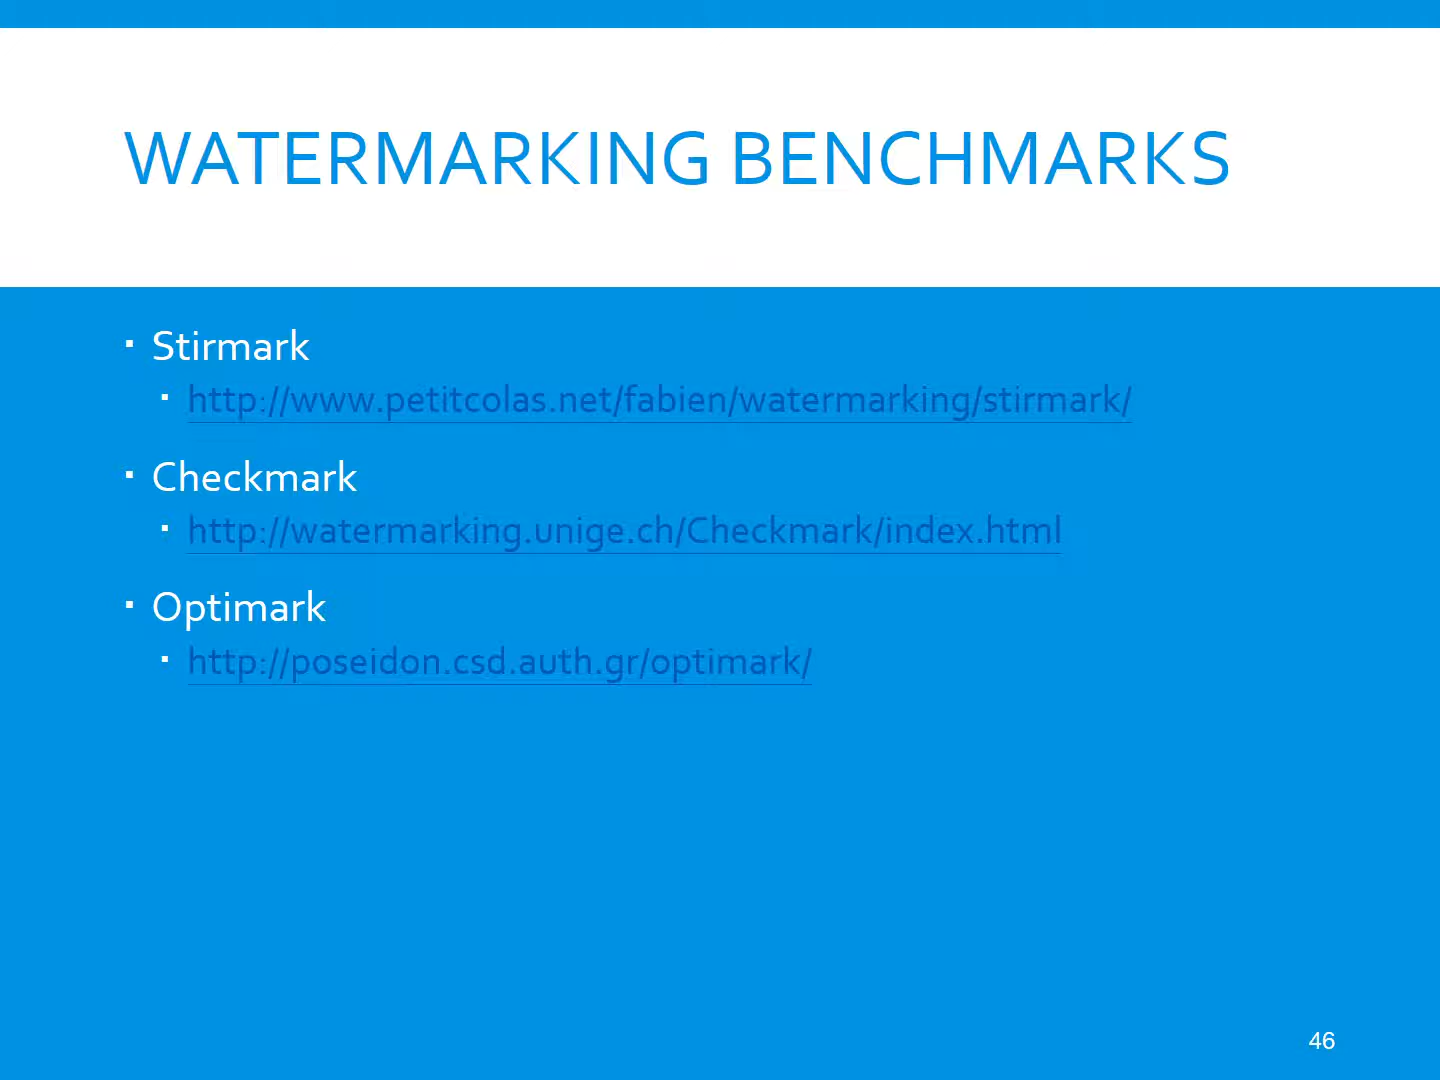 WATERMARKING BENCHMARKS
▪ Stirmark
▪ http://www.petitcolas.net/fabien/watermarking/stirmark/
▪ Checkmark
▪ http://watermarking.unige.ch/Checkmark/index.html
▪ Optimark
▪ http://poseidon.csd.auth.gr/optimark/
46